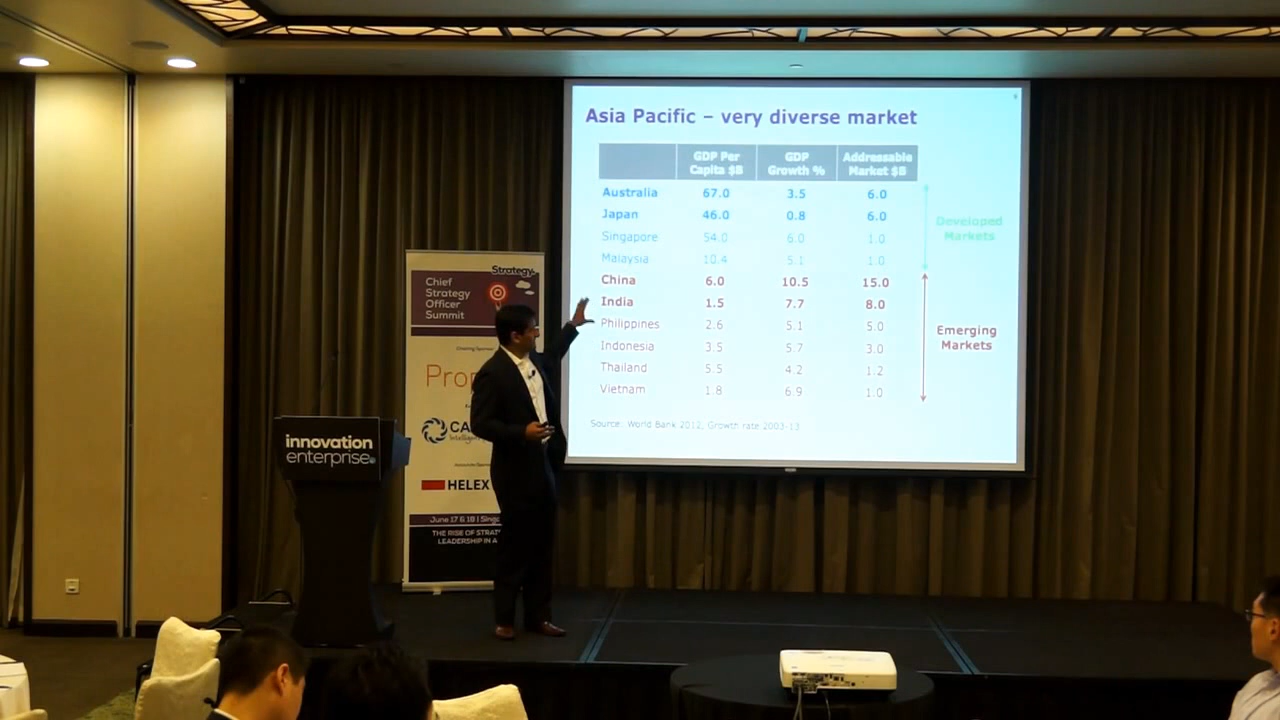 Asia Pacific – very diverse market
GDP Per Capita $B GDP Growth % Addressable Market $B
Australia 67.0 3.5 6.0
Japan 46.0 0.8 6.0
Singapore 54.0 6.0 1.0
Malaysia 10.4 5.1 1.0
China 6.0 10.5 15.0
India 1.5 7.7 8.0
Philippines 2.6 5.1 5.0
Indonesia 3.5 5.7 3.0
Thailand 5.5 4.2 1.2
Vietnam 1.8 6.9 1.0
Developed
Markets
Emerging
Markets
Source: World Bank 2012, Growth rate 2003-13
Strategy
Chief
Strategy
Officer
Summit
HELEX
June 17 & 18 |
THE RISE OF
LEADERSHIP IN A
innovation
enterprise